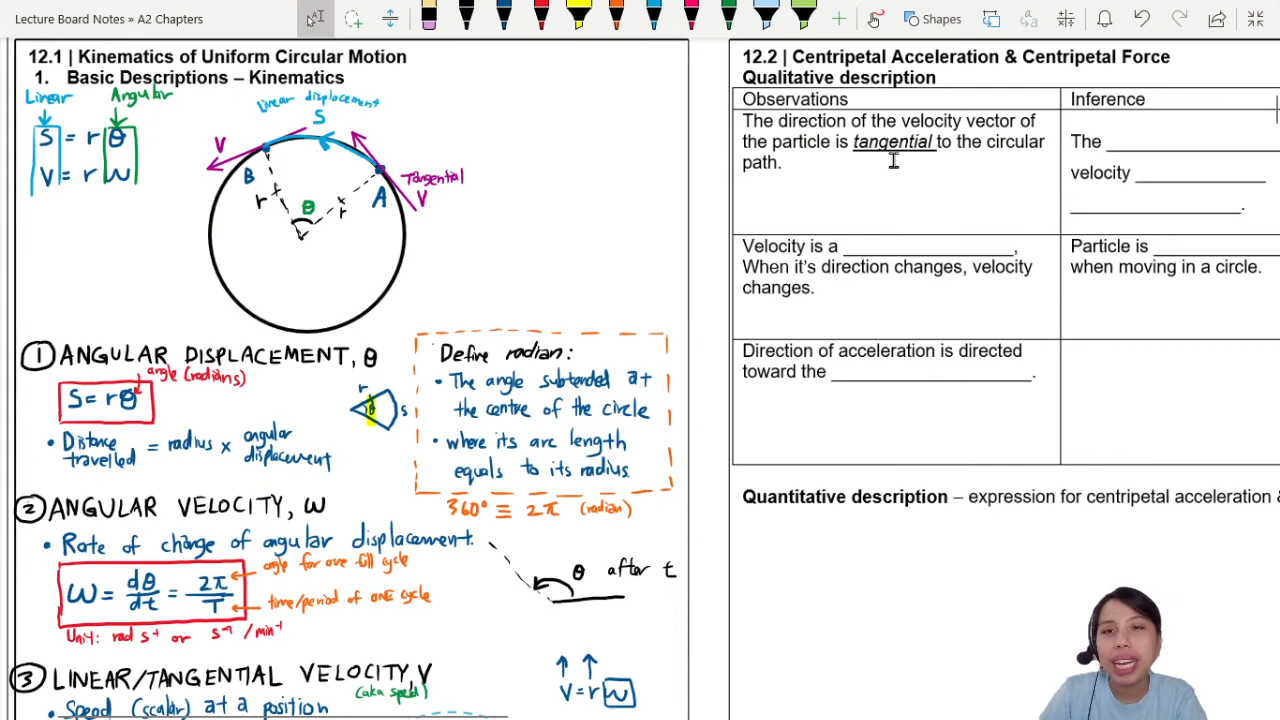 Lecture Board Notes » A2 Chapters
Shapes
12.1 | Kinematics of Uniform Circular Motion
1. Basic Descriptions – Kinematics
Linear Angular
S = r θ
V = r ω
Linear displacement
S
V
B
A
r
θ
r
Tangential
V
① ANGULAR DISPLACEMENT, θ
angle (radians)
S = rθ
r
θ
s
• Distance travelled = radius × angular displacement
Define radian:
• The angle subtended at
the centre of the circle
• where its arc length
equals to its radius.
360° ≡ 2π (radian)
② ANGULAR VELOCITY, ω
• Rate of change of angular displacement.
ω = dθ/dt = 2π/T
angle for one full cycle
time/period of ONE cycle
Unit: rad s⁻¹ or s⁻¹ / min⁻¹
θ after t
③ LINEAR/TANGENTIAL VELOCITY, V
(aka speed)
• Speed (scalar) at a position
↑ ↑
V = r ω
12.2 | Centripetal Acceleration & Centripetal Force
Qualitative description
Observations
Inference
The direction of the velocity vector of
the particle is tangential to the circular
path.
The ____________________
velocity _______________
____________________.
Velocity is a ____________________,
When it's direction changes, velocity
changes.
Particle is _______________
when moving in a circle.
Direction of acceleration is directed
toward the ________________________.
Quantitative description – expression for centripetal acceleration &